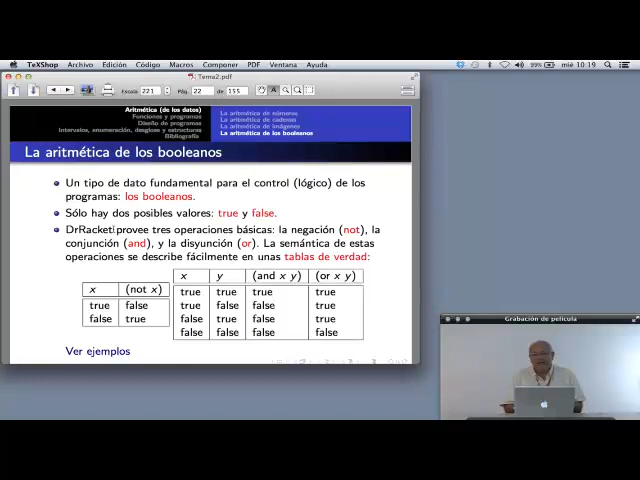 TeXShop Archivo Edición Código Macros Componer PDF Ventana Ayuda 99% mié 10:19
Tema2.pdf
Escala 221 Pág. 22 de 155
Aritmética (de los datos)
Funciones y programas
Diseño de programas
Intervalos, enumeración, desglose y estructuras
Bibliografía
La aritmética de números
La aritmética de cadenas
La aritmética de imágenes
La aritmética de los booleanos
La aritmética de los booleanos
Un tipo de dato fundamental para el control (lógico) de los
programas: los booleanos.
Sólo hay dos posibles valores: true y false.
DrRacket provee tres operaciones básicas: la negación (not), la
conjunción (and), y la disyunción (or). La semántica de estas
operaciones se describe fácilmente en unas tablas de verdad:
x (not x)
true false
false true
x y (and x y) (or x y)
true true true true
true false false true
false true false true
false false false false
Ver ejemplos
Grabación de película